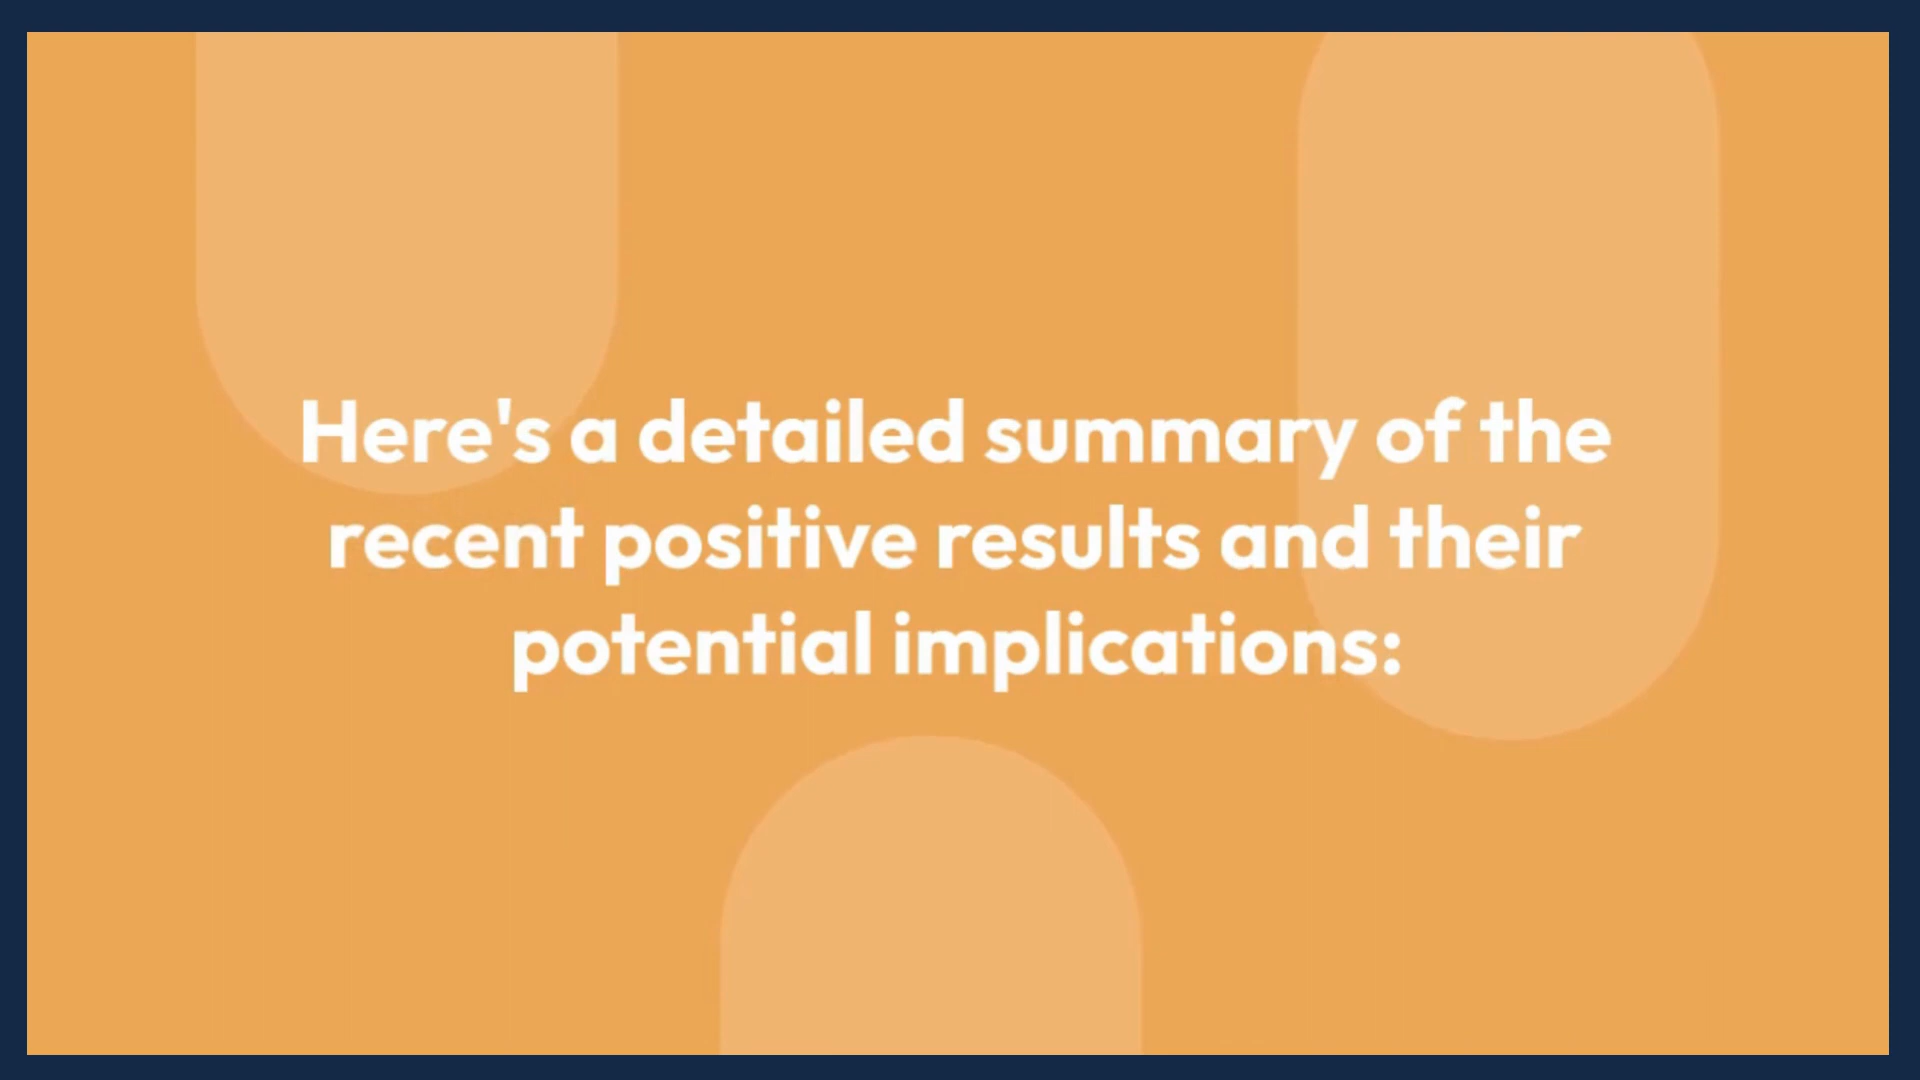 Here's a detailed summary of the
recent positive results and their
potential implications: